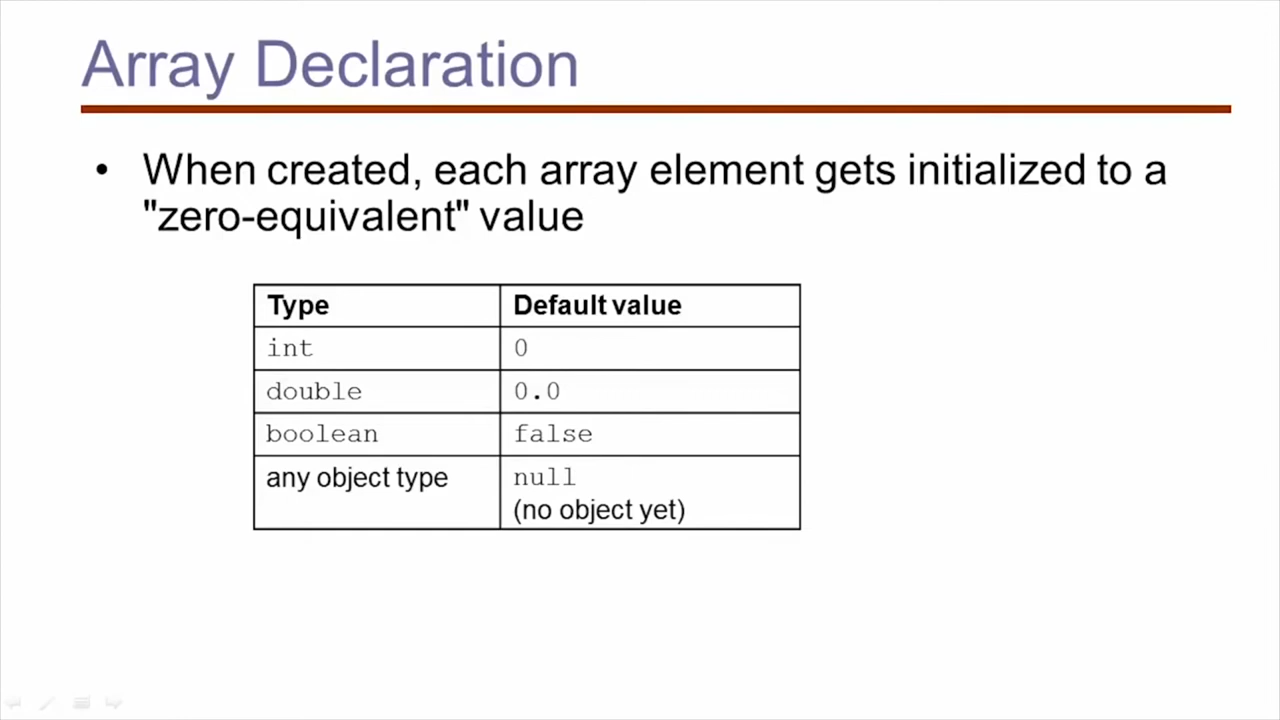 Array Declaration
• When created, each array element gets initialized to a
"zero-equivalent" value
Type Default value
int 0
double 0.0
boolean false
any object type null
(no object yet)